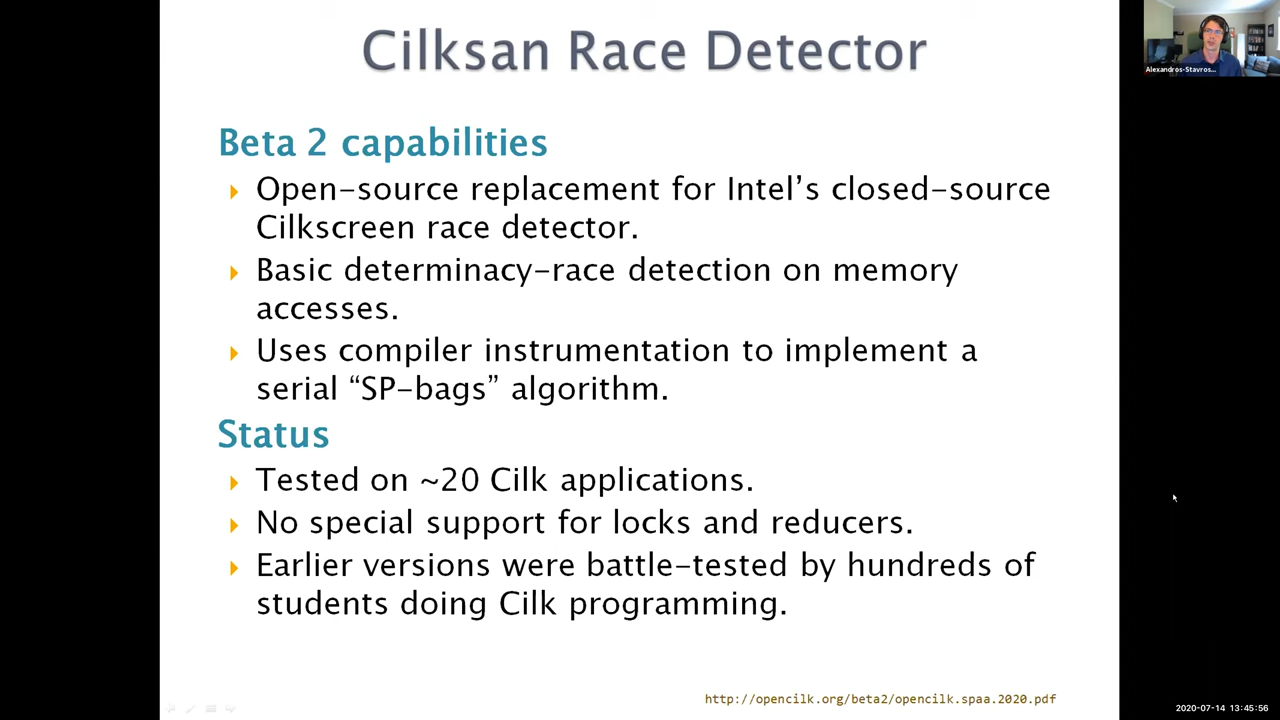 Cilksan Race Detector
Alexandros-Stavros...
Beta 2 capabilities
Open-source replacement for Intel's closed-source
Cilkscreen race detector.
Basic determinacy-race detection on memory
accesses.
Uses compiler instrumentation to implement a
serial “SP-bags” algorithm.
Status
Tested on ~20 Cilk applications.
No special support for locks and reducers.
Earlier versions were battle-tested by hundreds of
students doing Cilk programming.
http://opencilk.org/beta2/opencilk.spaa.2020.pdf
2020-07-14 13:45:56